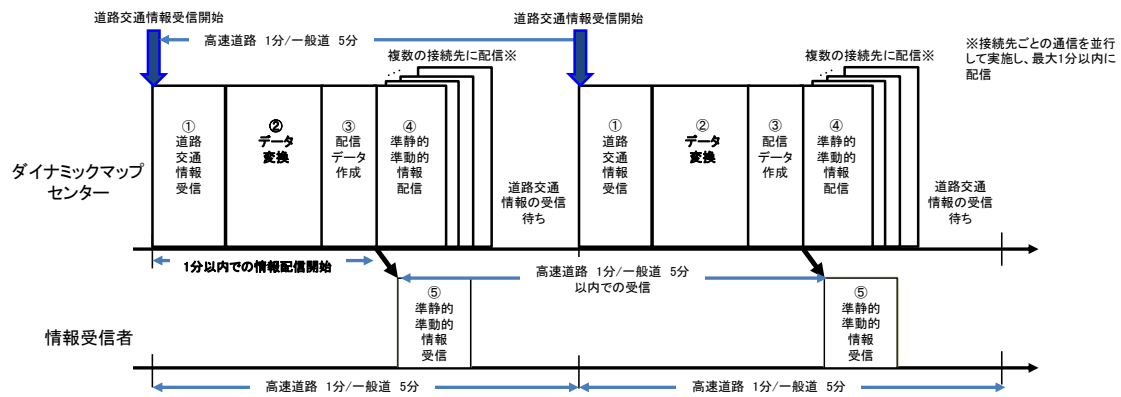 道路交通情報受信開始
道路交通情報受信開始
高速道路 1分/一般道 5分
複数の接続先に配信※
複数の接続先に配信※
※接続先ごとの通信を並行
して実施し、最大1分以内に
配信
ダイナミックマップ
センター
①
道路
交通
情報
受信
②
データ
変換
③
配信
データ
作成
④
準静的
準動的
情報
配信
道路交通
情報の受信
待ち
①
道路
交通
情報
受信
②
データ
変換
③
配信
データ
作成
④
準静的
準動的
情報
配信
道路交通
情報の受信
待ち
1分以内での情報配信開始
高速道路 1分/一般道 5分
以内での受信
情報受信者
⑤
準静的
準動的
情報
受信
⑤
準静的
準動的
情報
受信
高速道路 1分/一般道 5分
高速道路 1分/一般道 5分